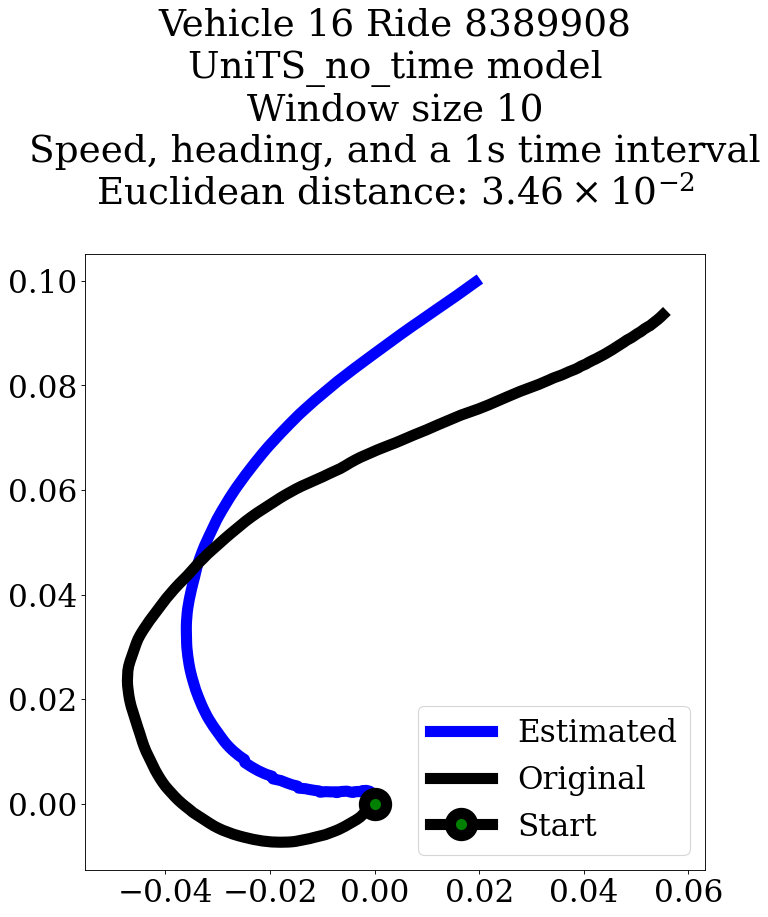 Vehicle 16 Ride 8389908
UniTS_no_time model
Window size 10
Speed, heading, and a 1s time interval
Euclidean distance: 3.46 × 10⁻²
0.10
0.08
0.06
0.04
0.02
0.00
Estimated
Original
Start
−0.04 −0.02 0.00 0.02 0.04 0.06